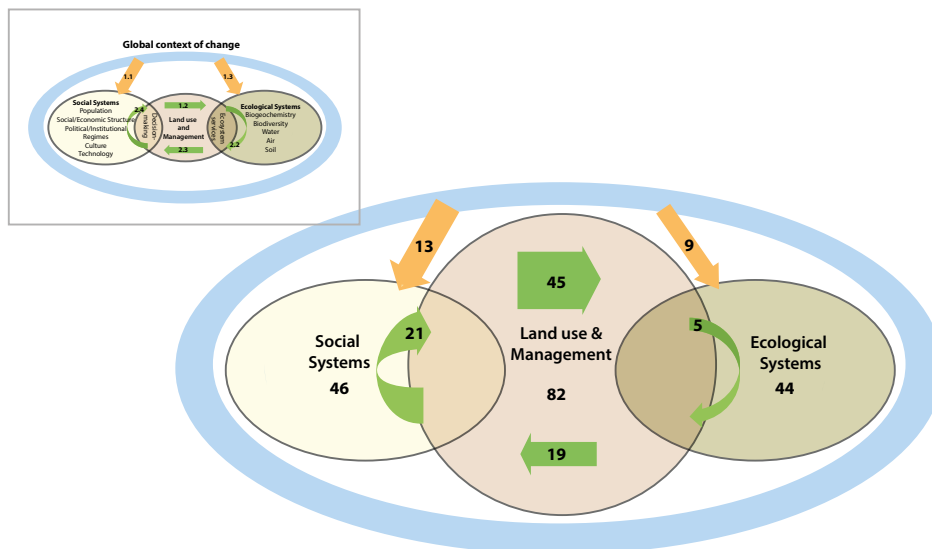 Global context of change
1.1
1.3
Social Systems
Population
Social/Economic Structure
Political/Institutional
Regimes
Culture
Technology
2.4
Decision
making
1.2
Land use
and
Management
2.3
Ecosystem
services
2.2
Ecological Systems
Biogeochemistry
Biodiversity
Water
Air
Soil
13
9
45
21
5
Social
Systems
46
Land use &
Management
82
Ecological
Systems
44
19